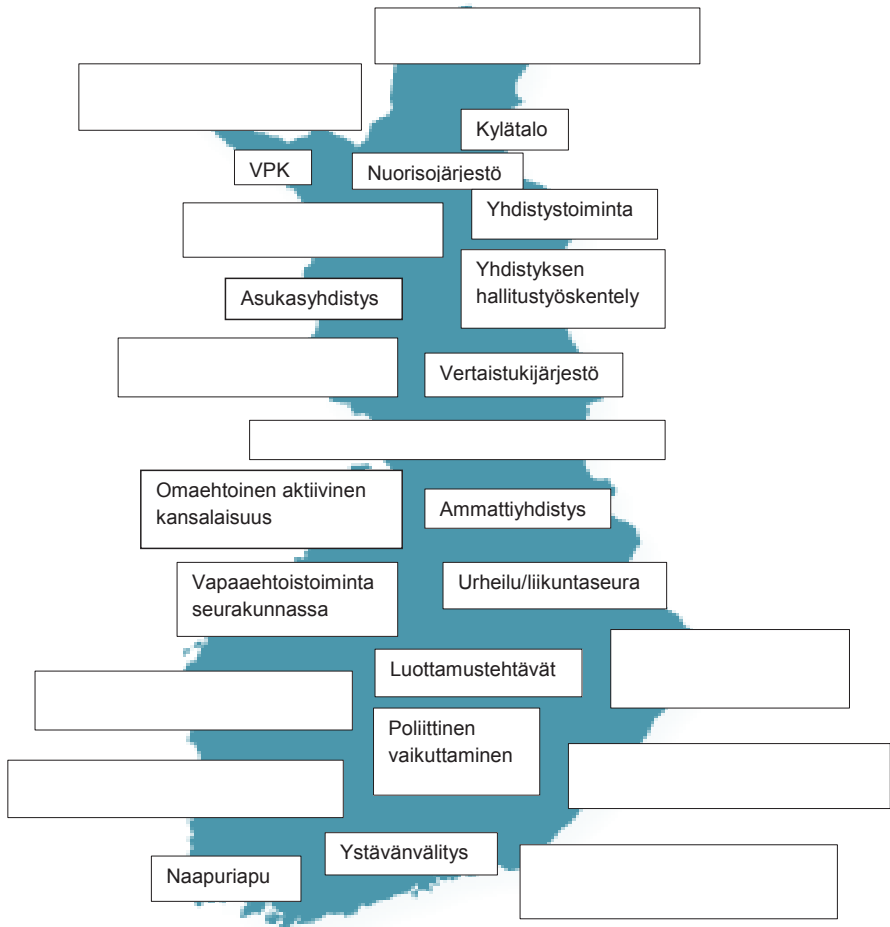 Kylätalo
VPK
Nuorisojärjestö
Yhdistystoiminta
Yhdistyksen
hallitustyöskentely
Asukasyhdistys
Vertaistukijärjestö
Omaehtoinen aktiivinen
kansalaisuus
Ammattiyhdistys
Vapaaehtoistoiminta
seurakunnassa
Urheilu/liikuntaseura
Luottamustehtävät
Poliittinen
vaikuttaminen
Ystävänvälitys
Naapuriapu